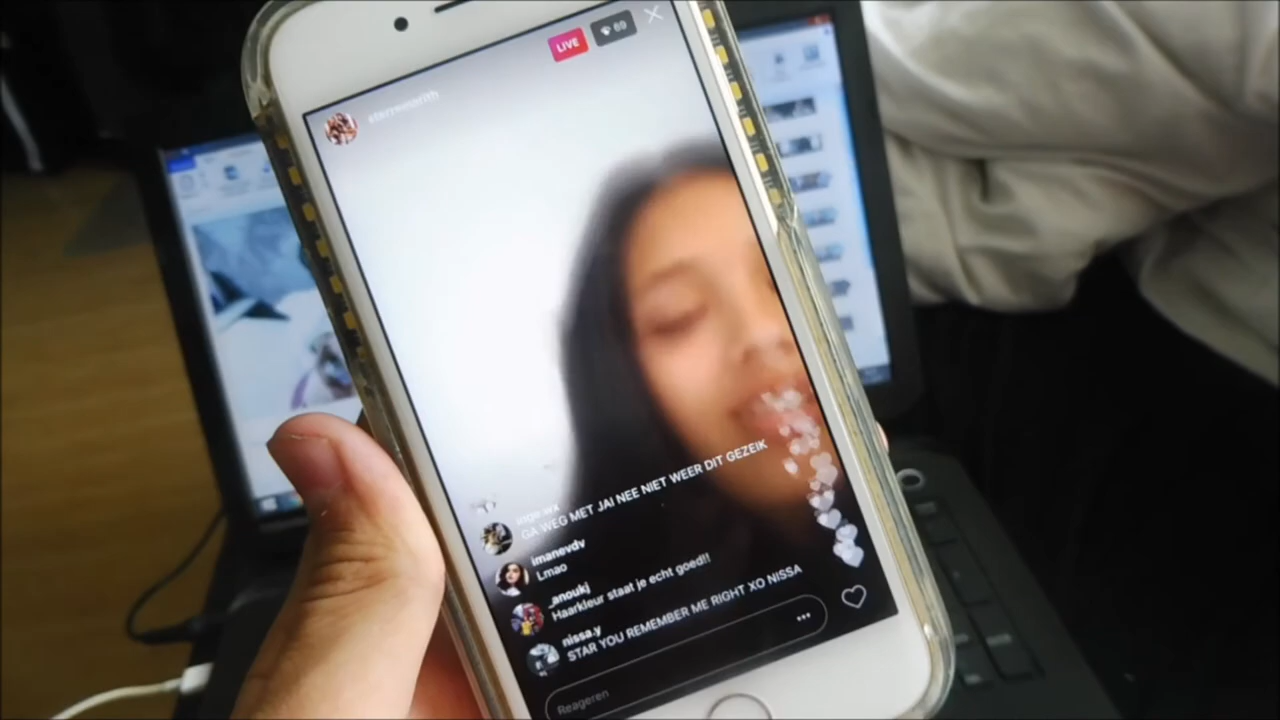 LIVE
69
GA WEG MET JAI NEE NIET WEER DIT GEZEIK
imanevdv
Lmao
_anoukj
Haarkleur staat je echt goed!!
nissa.y
STAR YOU REMEMBER ME RIGHT XO NISSA
Reageren